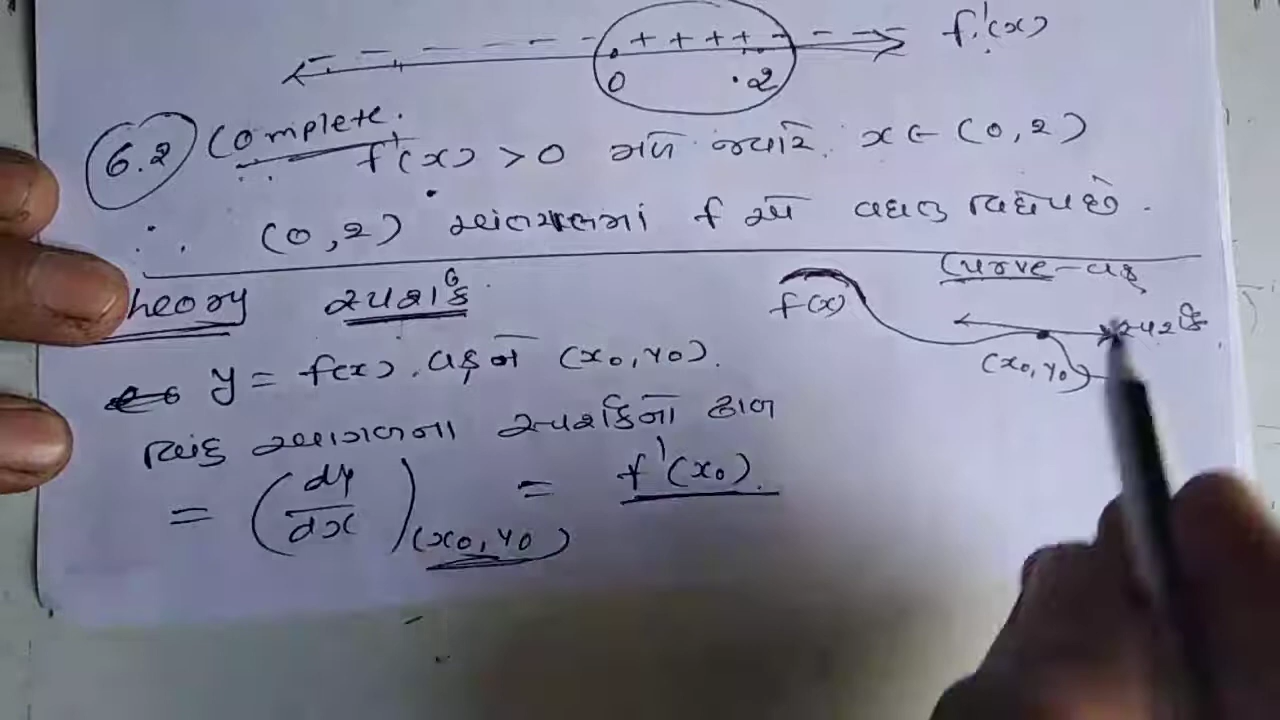 - - - - - - + + + + - - - - f'(x)
0 2
6.2 Complete.
f'(x) > 0 મળે જ્યારે x ∈ (0,2)
∴ (0,2) અંતરાલમાં f એ વધતુ વિધેય છે.
Theory સ્પર્શક
Curve - વક્ર
f(x)
સ્પર્શક
(x0, y0)
y = f(x) વક્રને (x0, y0).
બિંદુ આગળના સ્પર્શકનો ઢાળ
= (dy/dx)(x0, y0) = f'(x0).